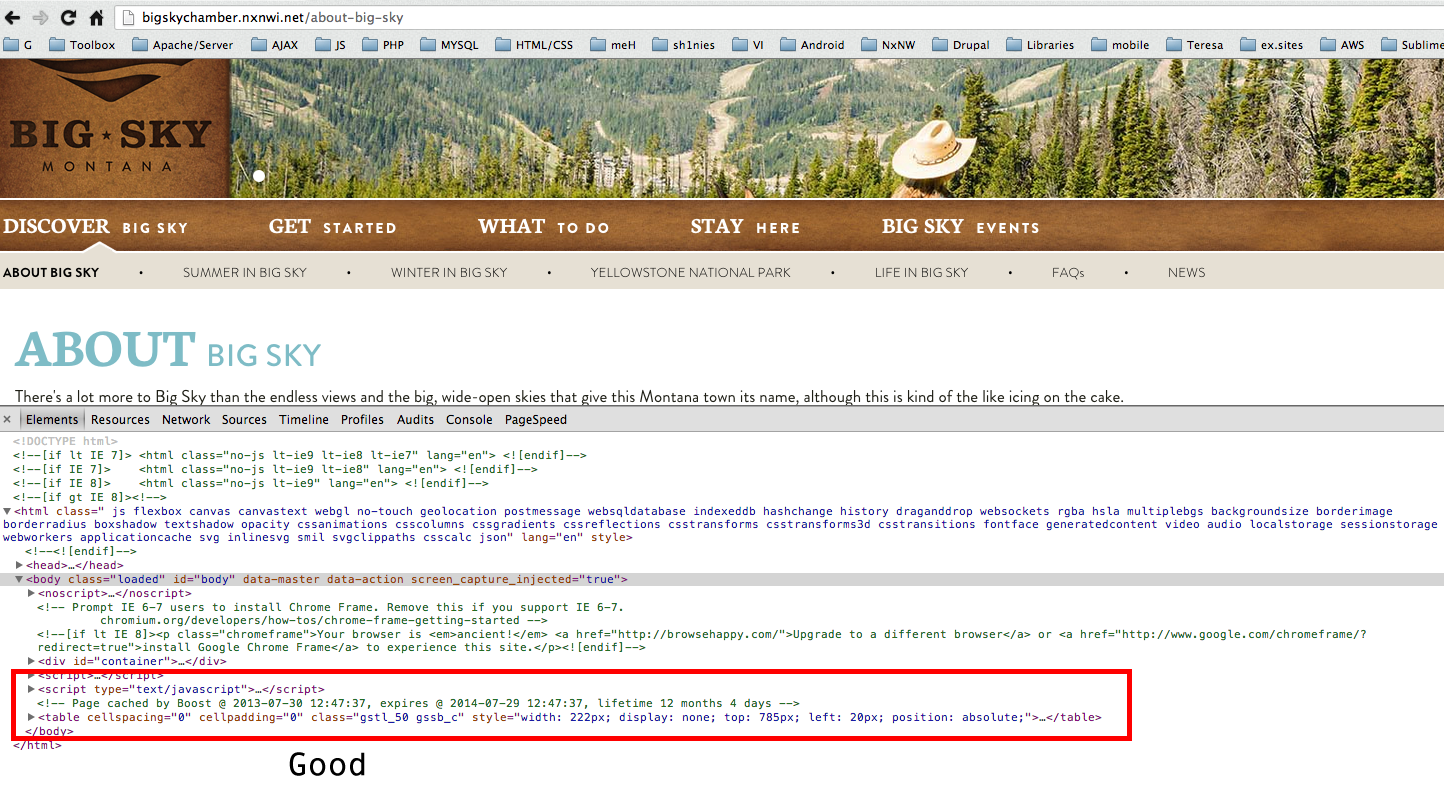 bigskychamber.nxnwi.net/about-big-sky
G Toolbox Apache/Server AJAX JS PHP MYSQL HTML/CSS meH sh1nies VI Android NxNW Drupal Libraries mobile Teresa ex.sites AWS Sublime
BIG ★ SKY
MONTANA
DISCOVER BIG SKY GET STARTED WHAT TO DO STAY HERE BIG SKY EVENTS
ABOUT BIG SKY • SUMMER IN BIG SKY • WINTER IN BIG SKY • YELLOWSTONE NATIONAL PARK • LIFE IN BIG SKY • FAQs • NEWS
ABOUT BIG SKY
There's a lot more to Big Sky than the endless views and the big, wide-open skies that give this Montana town its name, although this is kind of the like icing on the cake.
× Elements Resources Network Sources Timeline Profiles Audits Console PageSpeed
<!DOCTYPE html>
<!--[if lt IE 7]> <html class="no-js lt-ie9 lt-ie8 lt-ie7" lang="en"> <![endif]-->
<!--[if IE 7]>    <html class="no-js lt-ie9 lt-ie8" lang="en"> <![endif]-->
<!--[if IE 8]>    <html class="no-js lt-ie9" lang="en"> <![endif]-->
<!--[if gt IE 8]><!-->
▼<html class=" js flexbox canvas canvastext webgl no-touch geolocation postmessage websqldatabase indexeddb hashchange history draganddrop websockets rgba hsla multiplebgs backgroundsize borderimage
borderradius boxshadow textshadow opacity cssanimations csscolumns cssgradients cssreflections csstransforms csstransforms3d csstransitions fontface generatedcontent video audio localstorage sessionstorage
webworkers applicationcache svg inlinesvg smil svgclippaths csscalc json" lang="en" style>
<!--<![endif]-->
▶<head>…</head>
▼<body class="loaded" id="body" data-master data-action screen_capture_injected="true">
▶<noscript>…</noscript>
<!-- Prompt IE 6-7 users to install Chrome Frame. Remove this if you support IE 6-7.
chromium.org/developers/how-tos/chrome-frame-getting-started -->
<!--[if lt IE 8]><p class="chromeframe">Your browser is <em>ancient!</em> <a href="http://browsehappy.com/">Upgrade to a different browser</a> or <a href="http://www.google.com/chromeframe/?
redirect=true">install Google Chrome Frame</a> to experience this site.</p><![endif]-->
▶<div id="container">…</div>
▶<script>…</script>
▶<script type="text/javascript">…</script>
<!-- Page cached by Boost @ 2013-07-30 12:47:37, expires @ 2014-07-29 12:47:37, lifetime 12 months 4 days -->
▶<table cellspacing="0" cellpadding="0" class="gstl_50 gssb_c" style="width: 222px; display: none; top: 785px; left: 20px; position: absolute;">…</table>
</body>
</html>
Good